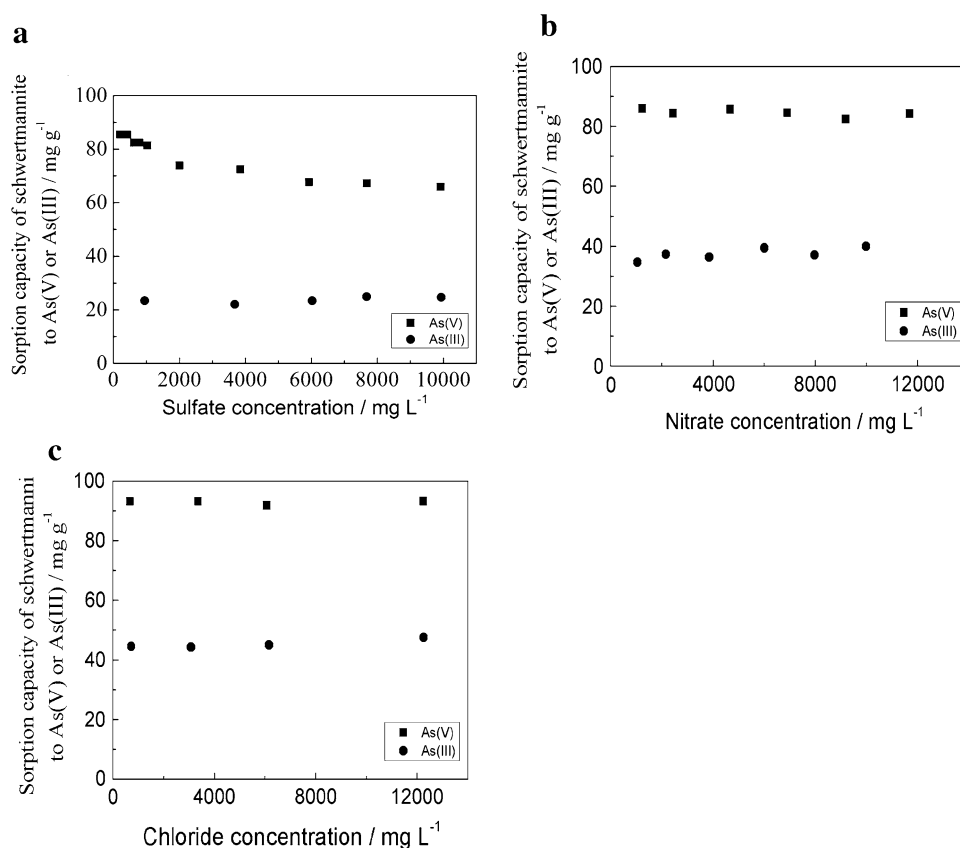 a
Sorption capacity of schwertmannite
to As(V) or As(III) / mg g-1
100
80
60
40
20
0
As(V)
As(III)
0 2000 4000 6000 8000 10000
Sulfate concentration / mg L-1
b
Sorption capacity of schwertmannite
to As(V) or As(III) / mg g-1
100
80
60
40
20
0
As(V)
As(III)
0 4000 8000 12000
Nitrate concentration / mg L-1
c
Sorption capacity of schwertmanni
to As(V) or As(III) / mg g-1
100
80
60
40
20
0
As(V)
As(III)
0 4000 8000 12000
Chloride concentration / mg L-1